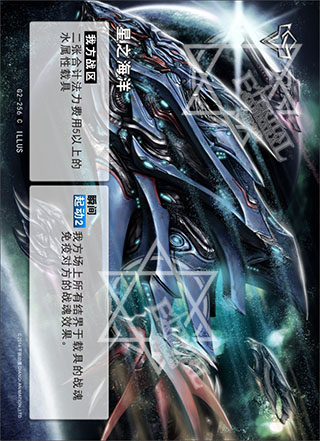 星之海洋
我方战区
二张合计法力费用5以上的
水属性载具
瞬间
起动2
我方场上所有结界于载具的战魂
免疫对方的战魂效果。
G2-256 C ILLUS